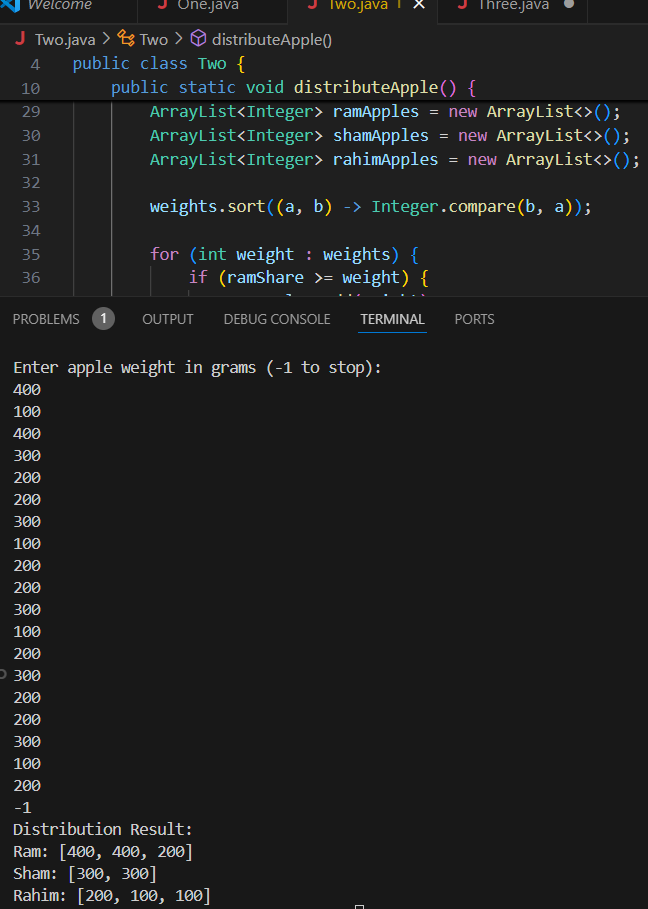 Welcome J One.java J Two.java 1 × J Three.java
J Two.java > Two > distributeApple()
4 public class Two {
10 public static void distributeApple() {
29 ArrayList<Integer> ramApples = new ArrayList<>();
30 ArrayList<Integer> shamApples = new ArrayList<>();
31 ArrayList<Integer> rahimApples = new ArrayList<>();
32
33 weights.sort((a, b) -> Integer.compare(b, a));
34
35 for (int weight : weights) {
36 if (ramShare >= weight) {
PROBLEMS 1 OUTPUT DEBUG CONSOLE TERMINAL PORTS
Enter apple weight in grams (-1 to stop):
400
100
400
300
200
200
300
100
200
200
300
100
200
300
200
200
300
100
200
-1
Distribution Result:
Ram: [400, 400, 200]
Sham: [300, 300]
Rahim: [200, 100, 100]